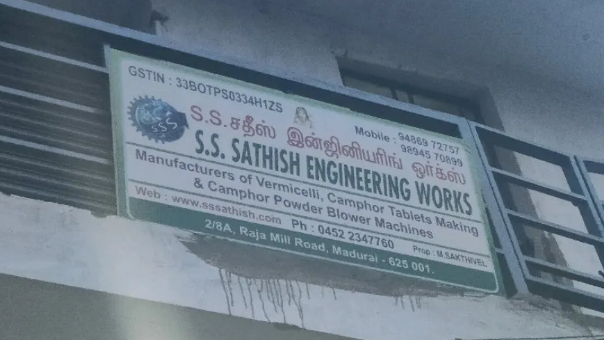 GSTIN : 33BOTPS0334H1ZS
Mobile : 94869 72757
98945 70899
S.S. சதீஸ் இன்ஜினியரிங் ஒர்க்ஸ்
S.S. SATHISH ENGINEERING WORKS
Manufacturers of Vermicelli, Camphor Tablets Making
& Camphor Powder Blower Machines
Web : www.sssathish.com Ph : 0452 2347760 Prop : M.SAKTHIVEL
2/8A, Raja Mill Road, Madurai - 625 001.